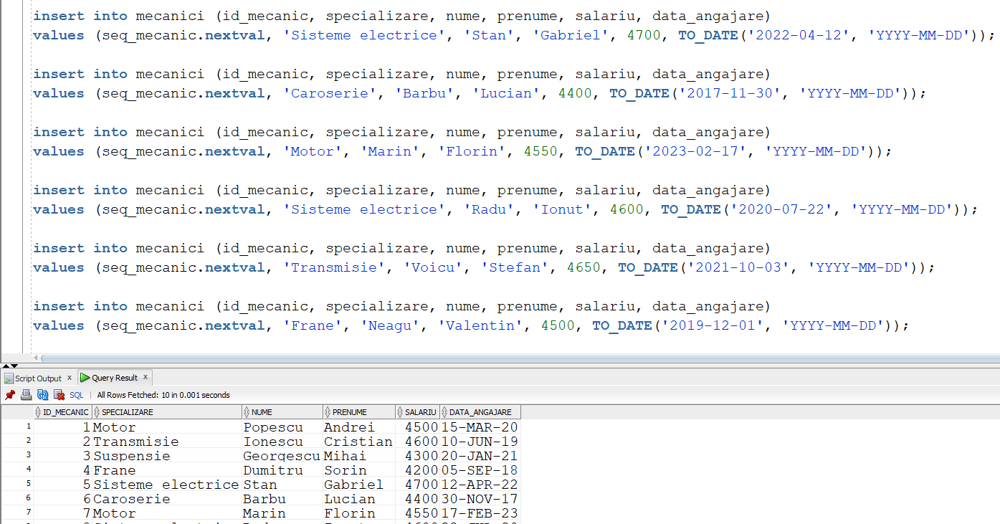 insert into mecanici (id_mecanic, specializare, nume, prenume, salariu, data_angajare)
values (seq_mecanic.nextval, 'Sisteme electrice', 'Stan', 'Gabriel', 4700, TO_DATE('2022-04-12', 'YYYY-MM-DD'));
insert into mecanici (id_mecanic, specializare, nume, prenume, salariu, data_angajare)
values (seq_mecanic.nextval, 'Caroserie', 'Barbu', 'Lucian', 4400, TO_DATE('2017-11-30', 'YYYY-MM-DD'));
insert into mecanici (id_mecanic, specializare, nume, prenume, salariu, data_angajare)
values (seq_mecanic.nextval, 'Motor', 'Marin', 'Florin', 4550, TO_DATE('2023-02-17', 'YYYY-MM-DD'));
insert into mecanici (id_mecanic, specializare, nume, prenume, salariu, data_angajare)
values (seq_mecanic.nextval, 'Sisteme electrice', 'Radu', 'Ionut', 4600, TO_DATE('2020-07-22', 'YYYY-MM-DD'));
insert into mecanici (id_mecanic, specializare, nume, prenume, salariu, data_angajare)
values (seq_mecanic.nextval, 'Transmisie', 'Voicu', 'Stefan', 4650, TO_DATE('2021-10-03', 'YYYY-MM-DD'));
insert into mecanici (id_mecanic, specializare, nume, prenume, salariu, data_angajare)
values (seq_mecanic.nextval, 'Frane', 'Neagu', 'Valentin', 4500, TO_DATE('2019-12-01', 'YYYY-MM-DD'));
Script Output x Query Result x
SQL | All Rows Fetched: 10 in 0.001 seconds
ID_MECANIC SPECIALIZARE NUME PRENUME SALARIU DATA_ANGAJARE
1 1 Motor Popescu Andrei 4500 15-MAR-20
2 2 Transmisie Ionescu Cristian 4600 10-JUN-19
3 3 Suspensie Georgescu Mihai 4300 20-JAN-21
4 4 Frane Dumitru Sorin 4200 05-SEP-18
5 5 Sisteme electrice Stan Gabriel 4700 12-APR-22
6 6 Caroserie Barbu Lucian 4400 30-NOV-17
7 7 Motor Marin Florin 4550 17-FEB-23